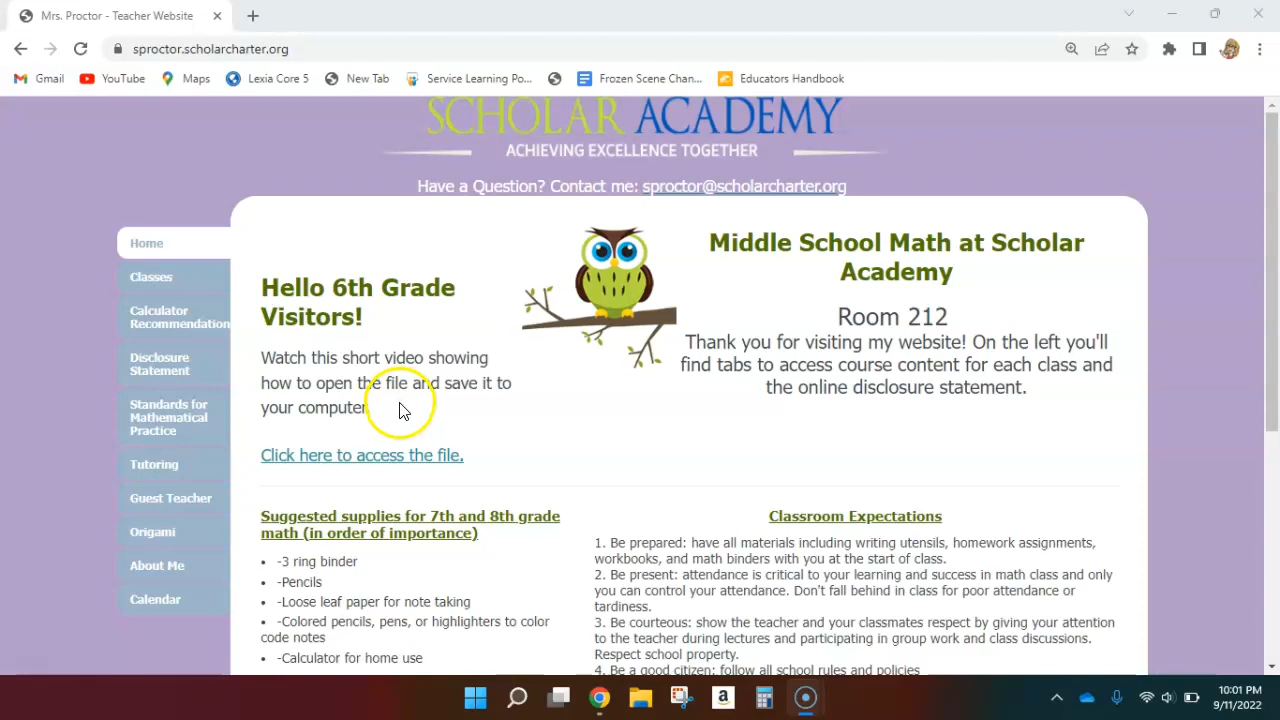 Mrs. Proctor - Teacher Website
sproctor.scholarcharter.org
Gmail
YouTube
Maps
Lexia Core 5
New Tab
Service Learning Po...
Frozen Scene Chan...
Educators Handbook
SCHOLAR ACADEMY
ACHIEVING EXCELLENCE TOGETHER
Have a Question? Contact me: sproctor@scholarcharter.org
Home
Classes
Calculator
Recommendation
Disclosure
Statement
Standards for
Mathematical
Practice
Tutoring
Guest Teacher
Origami
About Me
Calendar
Hello 6th Grade
Visitors!
Watch this short video showing
how to open the file and save it to
your computer
Click here to access the file.
Middle School Math at Scholar
Academy
Room 212
Thank you for visiting my website! On the left you'll
find tabs to access course content for each class and
the online disclosure statement.
Suggested supplies for 7th and 8th grade
math (in order of importance)
• -3 ring binder
• -Pencils
• -Loose leaf paper for note taking
• -Colored pencils, pens, or highlighters to color
code notes
• -Calculator for home use
Classroom Expectations
1. Be prepared: have all materials including writing utensils, homework assignments,
workbooks, and math binders with you at the start of class.
2. Be present: attendance is critical to your learning and success in math class and only
you can control your attendance. Don't fall behind in class for poor attendance or
tardiness.
3. Be courteous: show the teacher and your classmates respect by giving your attention
to the teacher during lectures and participating in group work and class discussions.
Respect school property.
4. Be a good citizen: follow all school rules and policies
10:01 PM
9/11/2022